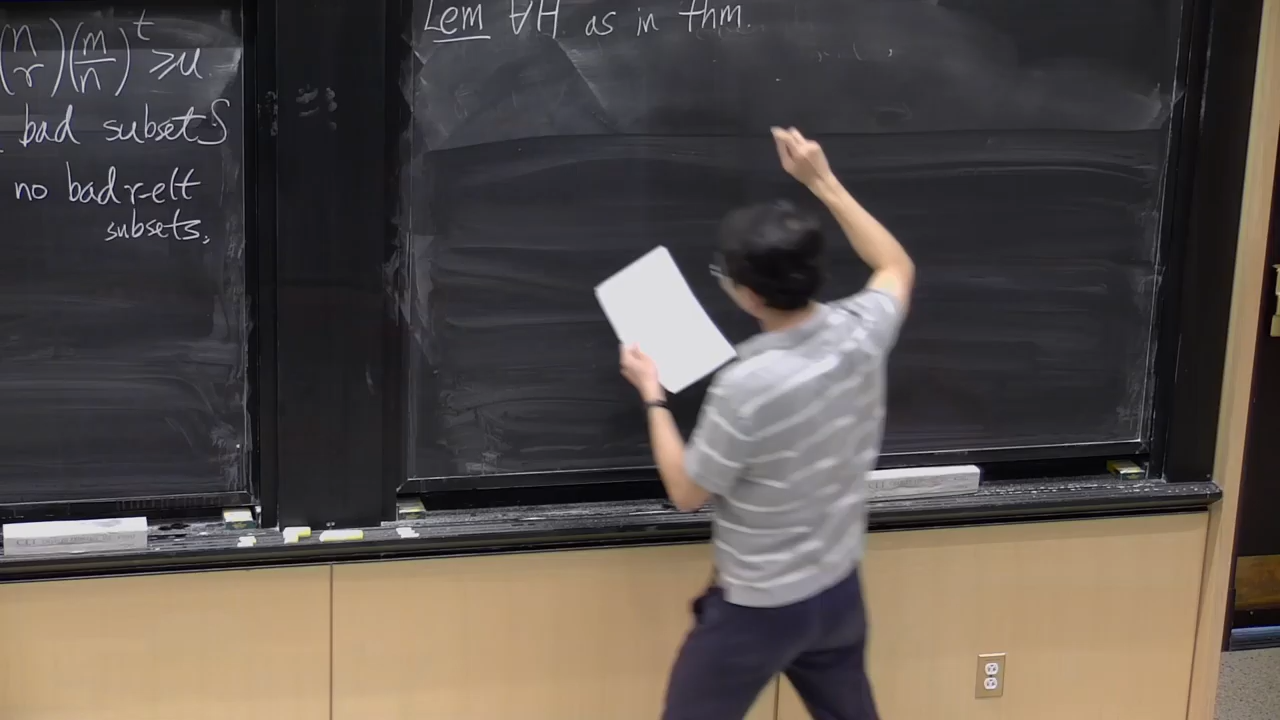 (n r)(m/n)^t ≥ u
bad subset S
no bad r-elt
subsets.
Lem ∀H as in thm.